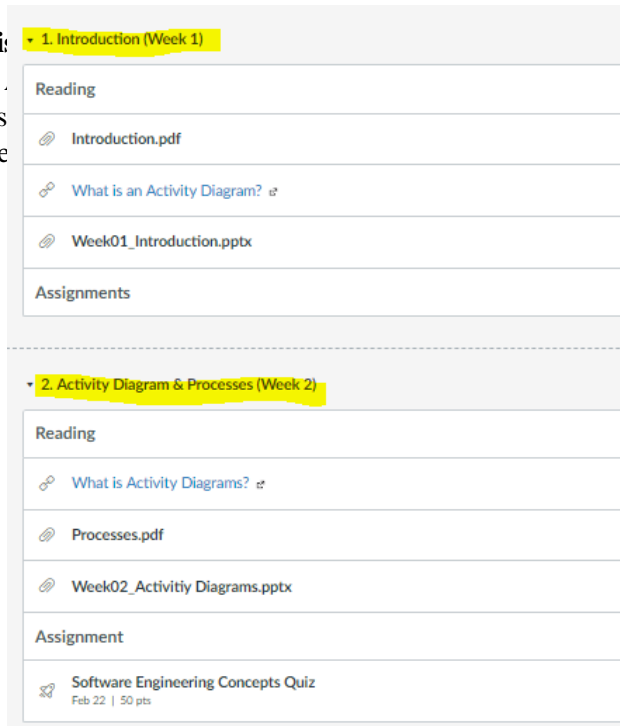 1. Introduction (Week 1)
Reading
Introduction.pdf
What is an Activity Diagram?
Week01_Introduction.pptx
Assignments
2. Activity Diagram & Processes (Week 2)
Reading
What is Activity Diagrams?
Processes.pdf
Week02_Activitiy Diagrams.pptx
Assignment
Software Engineering Concepts Quiz
Feb 22 | 50 pts